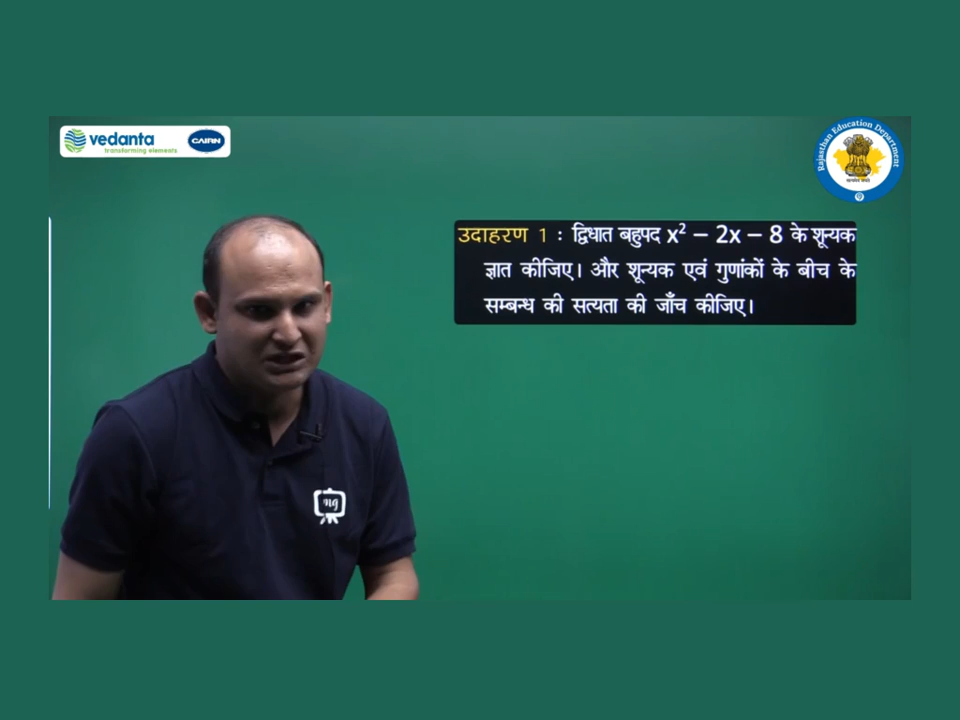 vedanta
transforming elements
CAIRN
Rajasthan Education Department
उदाहरण 1 : द्विघात बहुपद x² – 2x – 8 के शून्यक
ज्ञात कीजिए। और शून्यक एवं गुणांकों के बीच के
सम्बन्ध की सत्यता की जाँच कीजिए।
ng